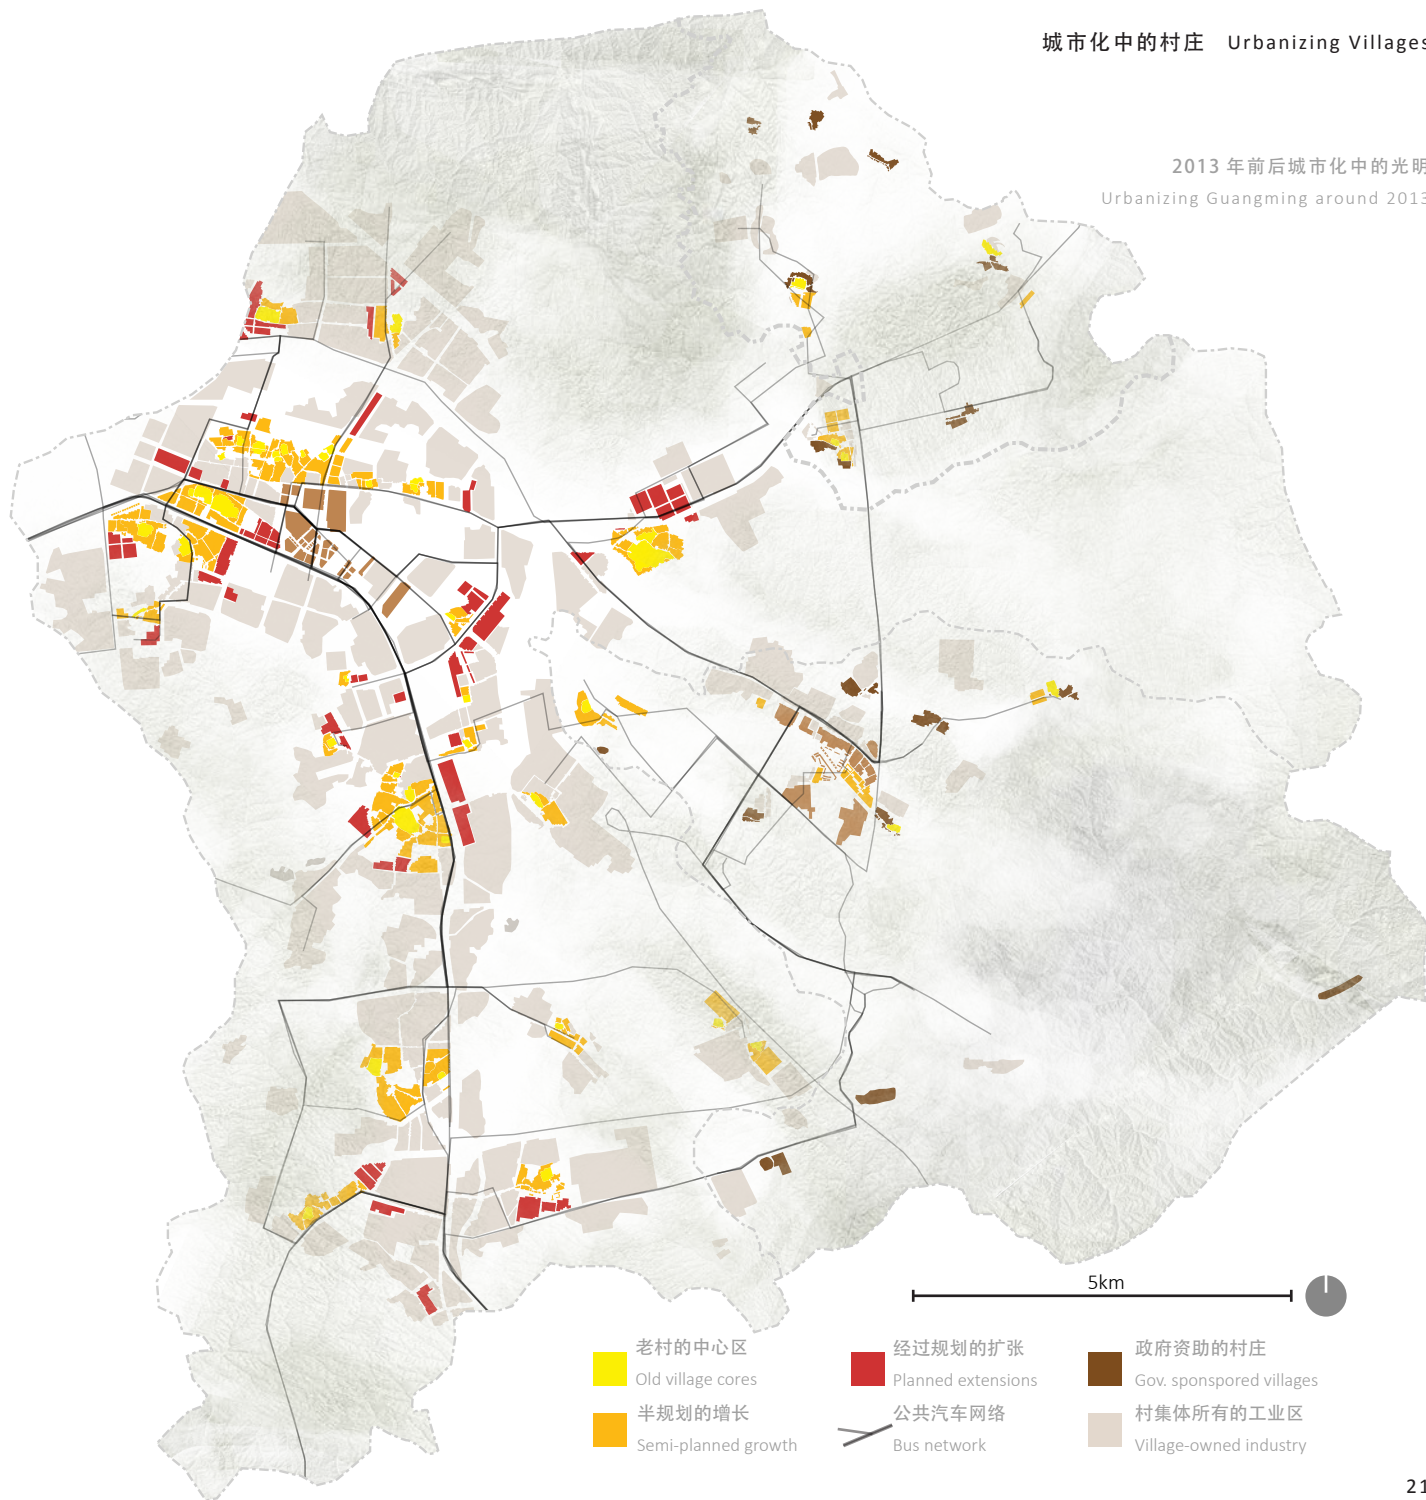 城市化中的村庄 Urbanizing Villages
2013 年前后城市化中的光明
Urbanizing Guangming around 2013
5km
老村的中心区
Old village cores
经过规划的扩张
Planned extensions
政府资助的村庄
Gov. sponspored villages
半规划的增长
Semi-planned growth
公共汽车网络
Bus network
村集体所有的工业区
Village-owned industry
21